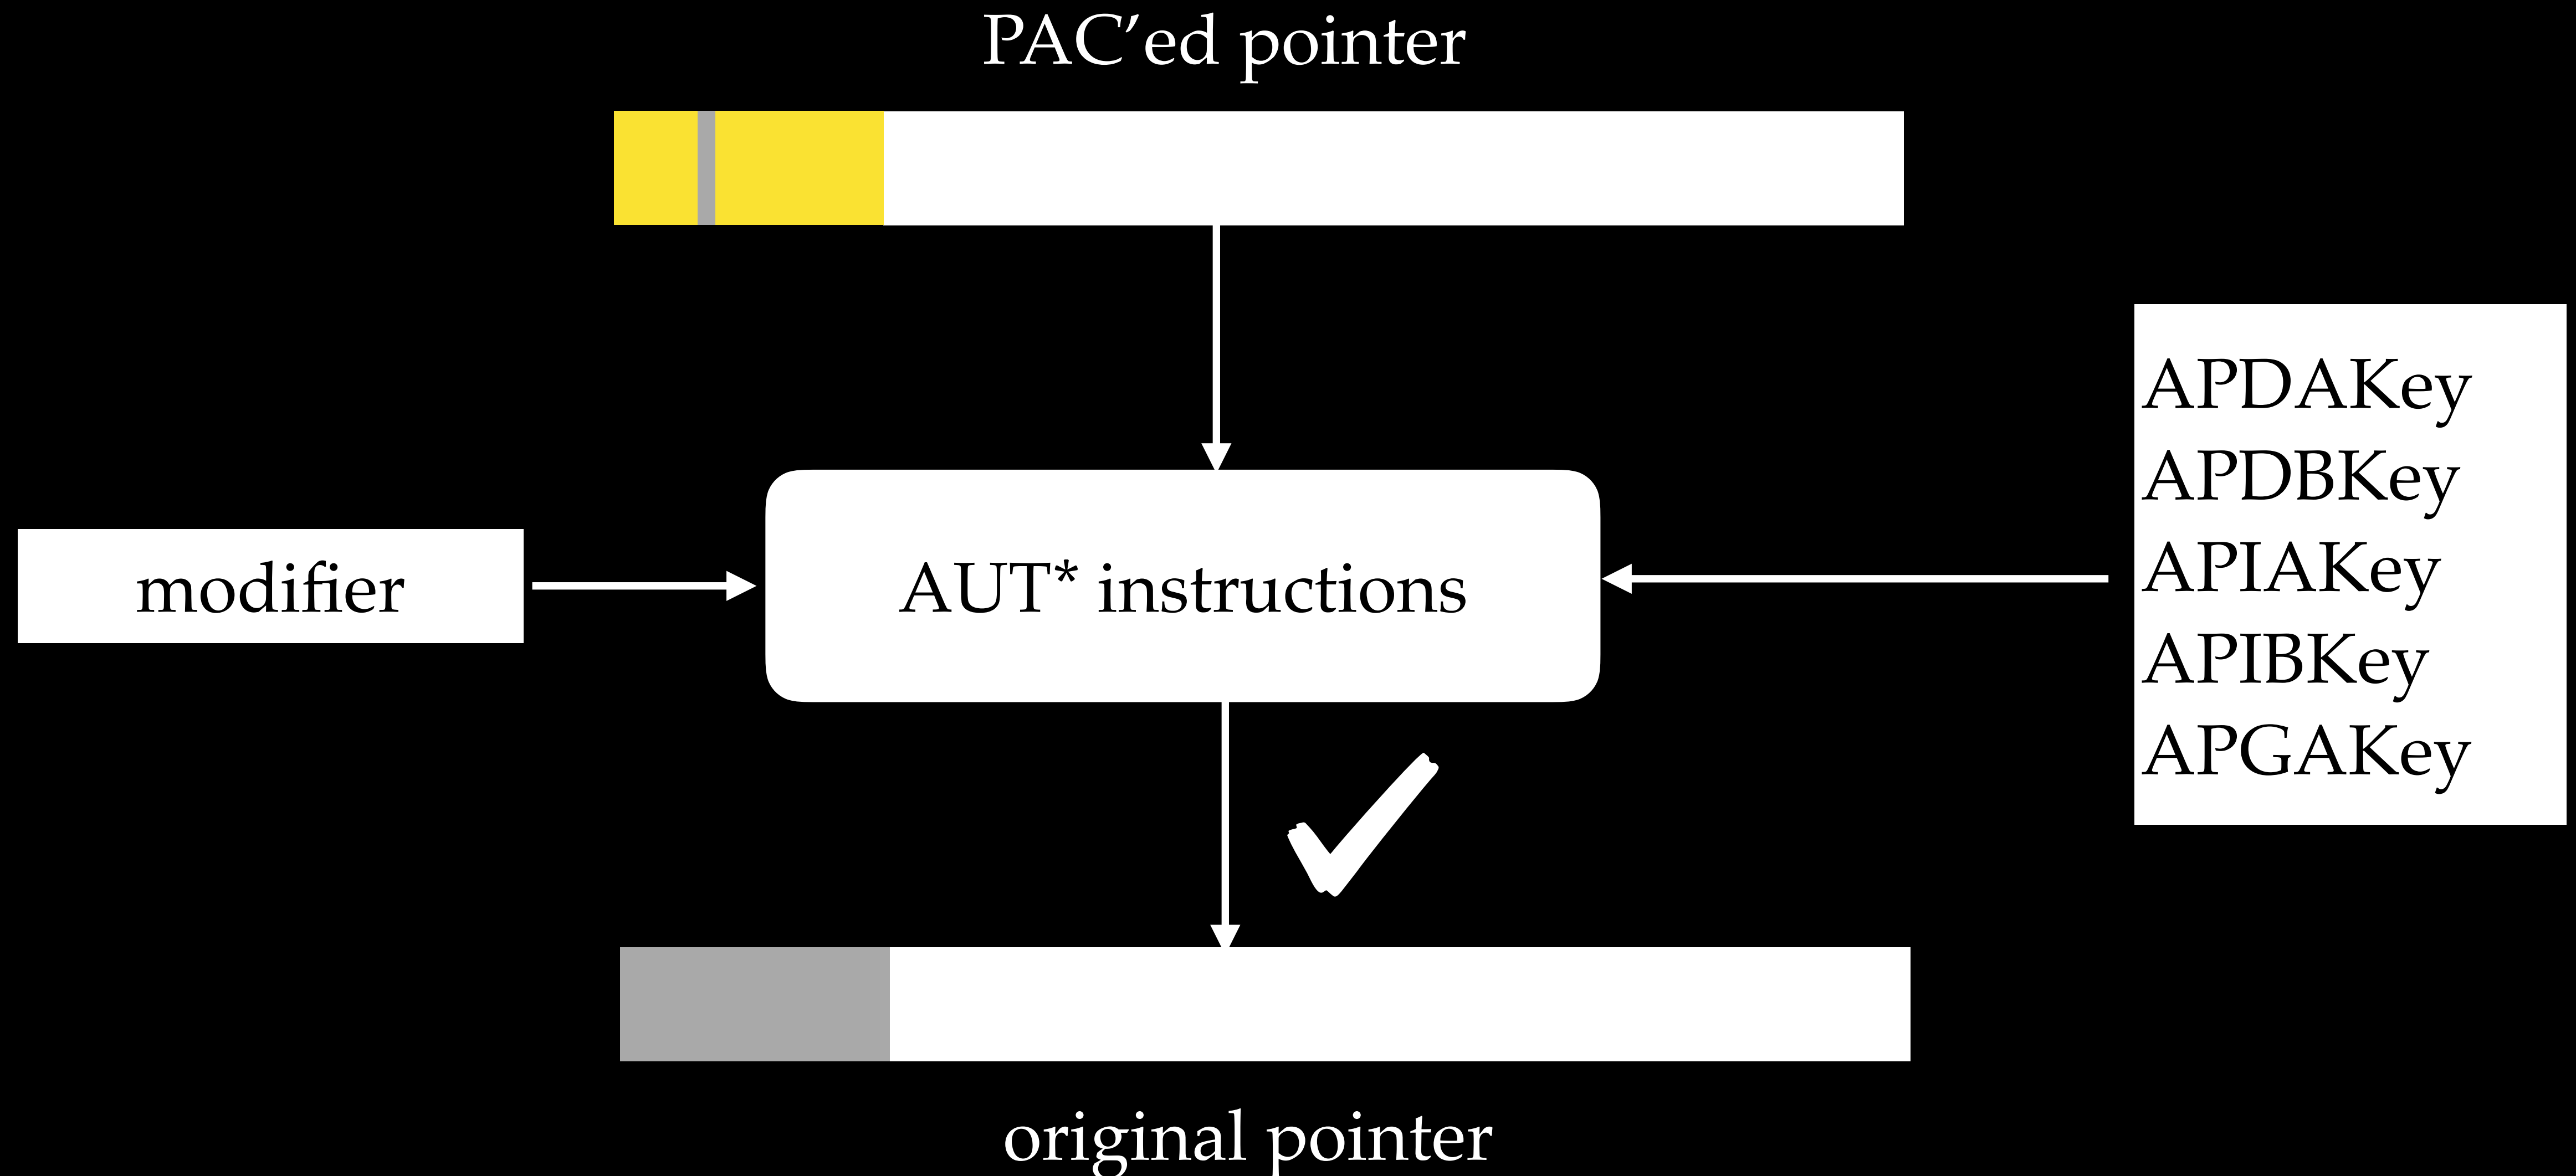 PAC’ed pointer
modifier
AUT* instructions
APDAKey
APDBKey
APIAKey
APIBKey
APGAKey
original pointer